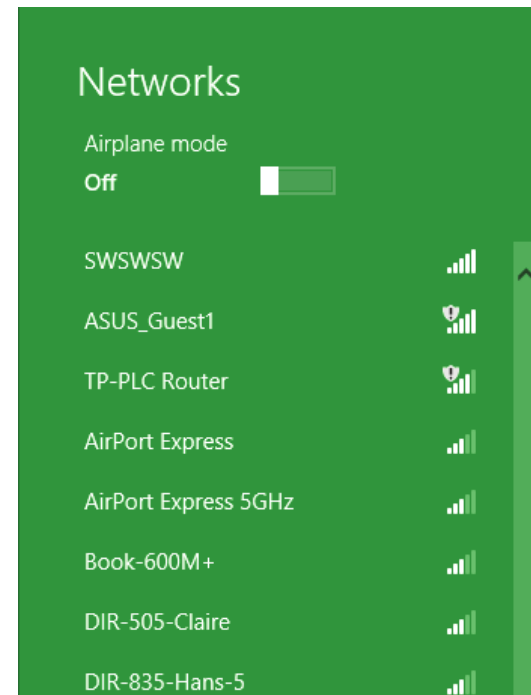 Networks
Airplane mode
Off
SWSWSW
ASUS_Guest1
TP-PLC Router
AirPort Express
AirPort Express 5GHz
Book-600M+
DIR-505-Claire
DIR-835-Hans-5